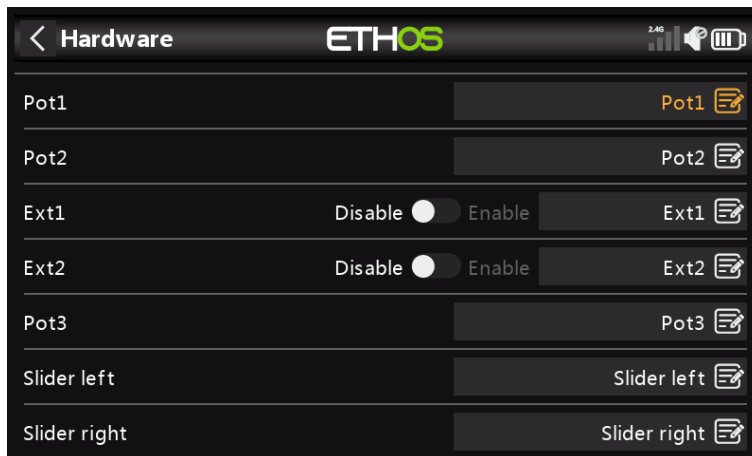 Hardware ETHOS 2.4G
Pot1 Pot1
Pot2 Pot2
Ext1 Disable Enable Ext1
Ext2 Disable Enable Ext2
Pot3 Pot3
Slider left Slider left
Slider right Slider right